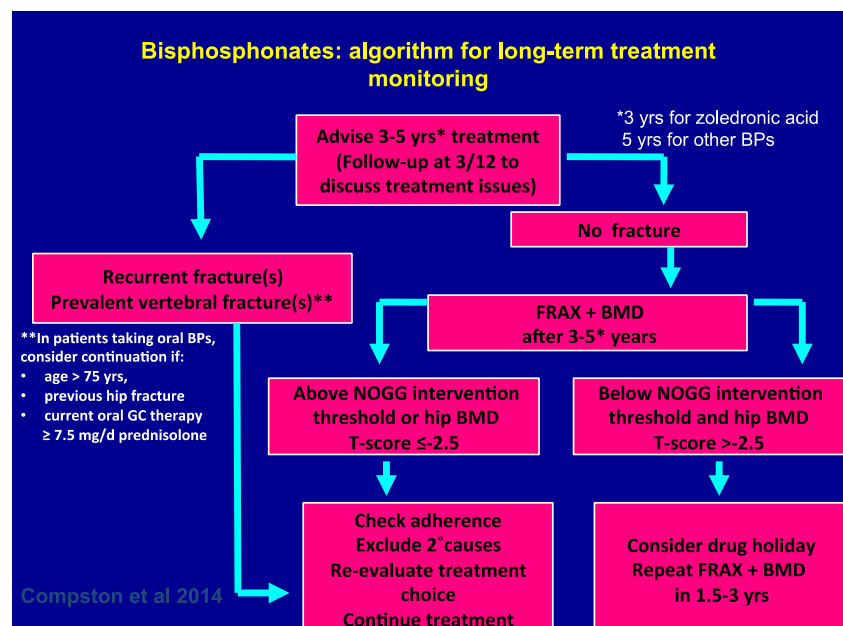 Bisphosphonates: algorithm for long-term treatment
monitoring
*3 yrs for zoledronic acid
5 yrs for other BPs
Advise 3-5 yrs* treatment
(Follow-up at 3/12 to
discuss treatment issues)
No fracture
Recurrent fracture(s)
Prevalent vertebral fracture(s)**
FRAX + BMD
after 3-5* years
**In patients taking oral BPs,
consider continuation if:
• age > 75 yrs,
• previous hip fracture
• current oral GC therapy
≥ 7.5 mg/d prednisolone
Above NOGG intervention
threshold or hip BMD
T-score ≤-2.5
Below NOGG intervention
threshold and hip BMD
T-score >-2.5
Check adherence
Exclude 2° causes
Re-evaluate treatment
choice
Continue treatment
Consider drug holiday
Repeat FRAX + BMD
in 1.5-3 yrs
Compston et al 2014